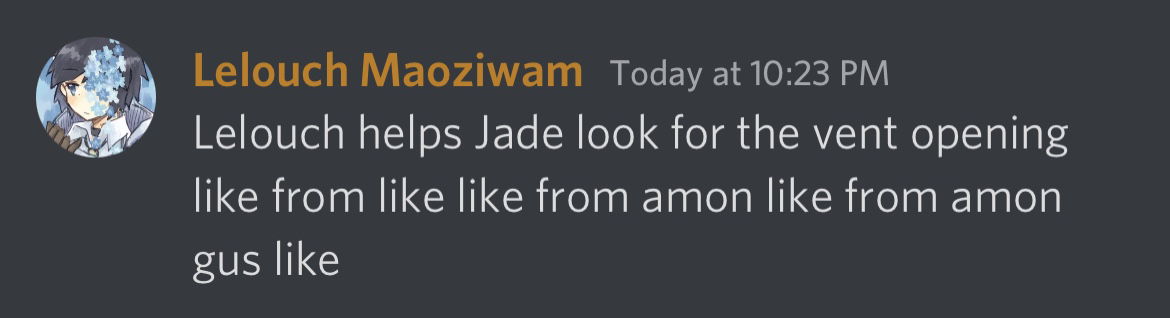 Lelouch Maoziwam Today at 10:23 PM
Lelouch helps Jade look for the vent opening
like from like like from amon like from amon
gus like